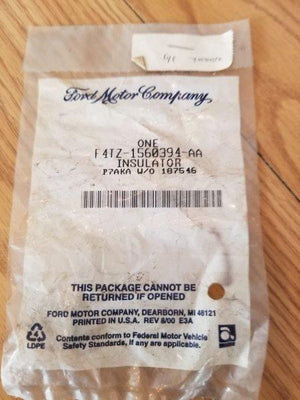 Ford Motor Company
ONE
F4TZ-1560394-AA
INSULATOR
P7AKA W/O 187546
THIS PACKAGE CANNOT BE
RETURNED IF OPENED
FORD MOTOR COMPANY, DEARBORN, MI 48121
PRINTED IN U.S.A. REV 8/00 E3A
LDPE
Contents conform to Federal Motor Vehicle
Safety Standards, if any are applicable.